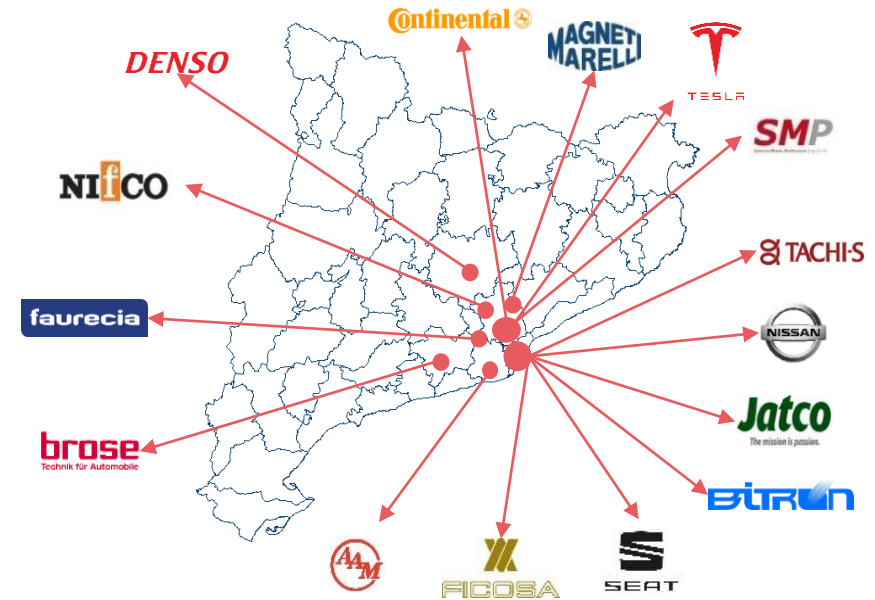 Continental
MAGNETI
MARELLI
DENSO
TESLA
SMP
NIFCO
TACHI-S
faurecia
NISSAN
Jatco
The mission is passion.
brose
Technik für Automobile
BITRON
AAM
FICOSA
SEAT